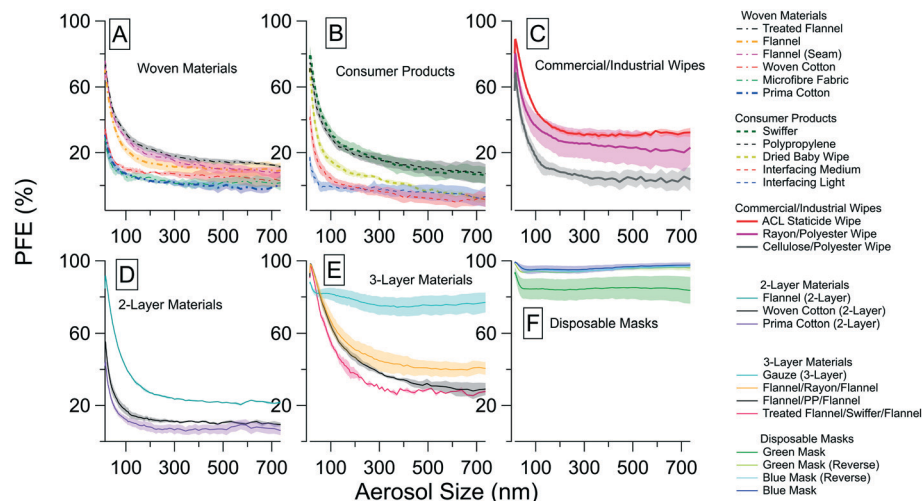 PFE (%)
100
60
20
A
Woven Materials
B
Consumer Products
C
Commercial/Industrial Wipes
100 300 500 700
100 300 500 700
100 300 500 700
100
60
20
D
2-Layer Materials
100
60
20
E
3-Layer Materials
F
Disposable Masks
100
60
20
100 300 500 700
100 300 500 700
100 300 500 700
Aerosol Size (nm)
Woven Materials
Treated Flannel
Flannel
Flannel (Seam)
Woven Cotton
Microfibre Fabric
Prima Cotton
Consumer Products
Swiffer
Polypropylene
Dried Baby Wipe
Interfacing Medium
Interfacing Light
Commercial/Industrial Wipes
ACL Staticide Wipe
Rayon/Polyester Wipe
Cellulose/Polyester Wipe
2-Layer Materials
Flannel (2-Layer)
Woven Cotton (2-Layer)
Prima Cotton (2-Layer)
3-Layer Materials
Gauze (3-Layer)
Flannel/Rayon/Flannel
Flannel/PP/Flannel
Treated Flannel/Swiffer/Flannel
Disposable Masks
Green Mask
Green Mask (Reverse)
Blue Mask (Reverse)
Blue Mask